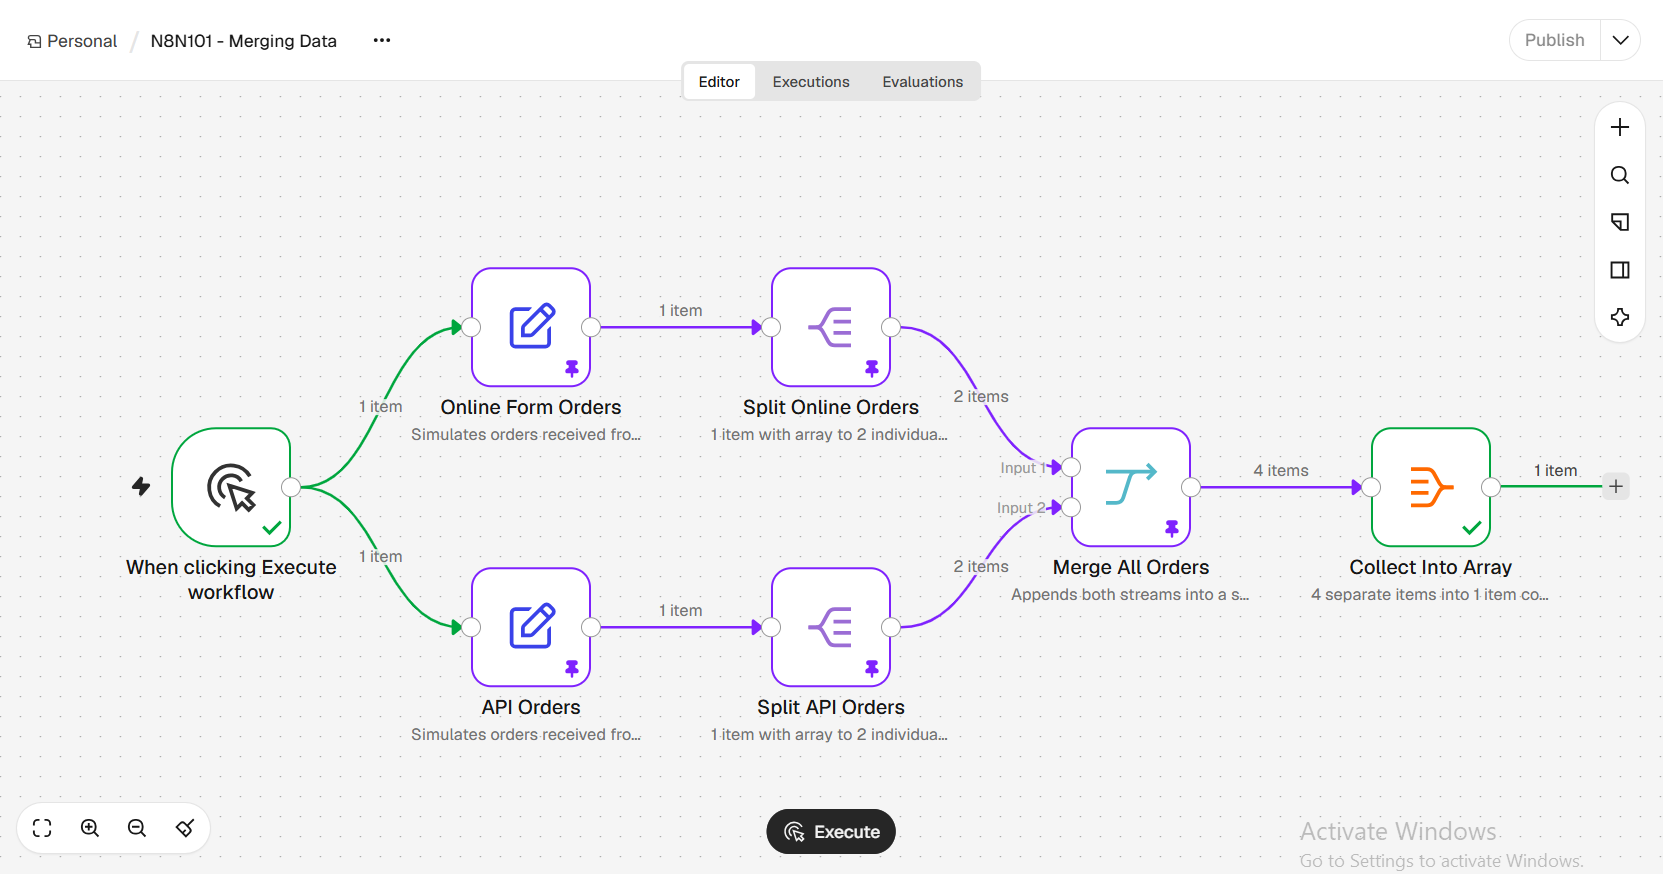 Personal / N8N101 - Merging Data ...
Publish
Editor Executions Evaluations
1 item
1 item
Online Form Orders
Simulates orders received fro...
Split Online Orders
1 item with array to 2 individua...
2 items
1 item
Input 1
Input 2
4 items
1 item
When clicking Execute
workflow
1 item
2 items
Merge All Orders
Appends both streams into a s...
Collect Into Array
4 separate items into 1 item co...
1 item
API Orders
Simulates orders received fro...
Split API Orders
1 item with array to 2 individua...
Execute
Activate Windows
Go to Settings to activate Windows.